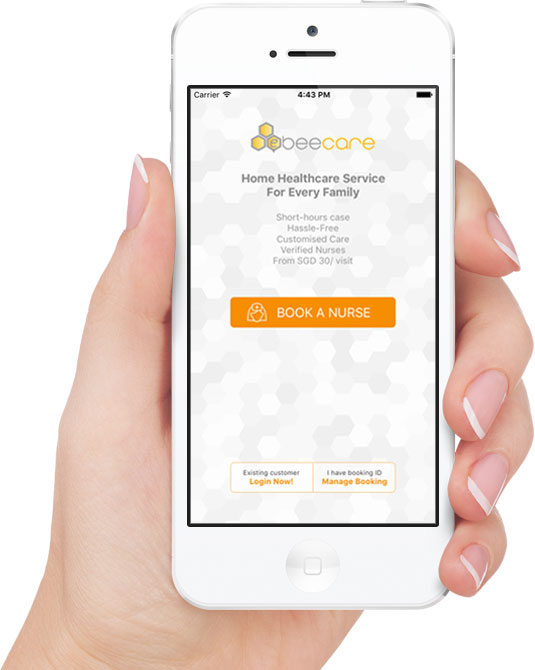 Carrier 4:43 PM
ebeecare
Home Healthcare Service
For Every Family
Short-hours case
Hassle-Free
Customised Care
Verified Nurses
From SGD 30/ visit
BOOK A NURSE
Existing customer
Login Now!
I have booking ID
Manage Booking